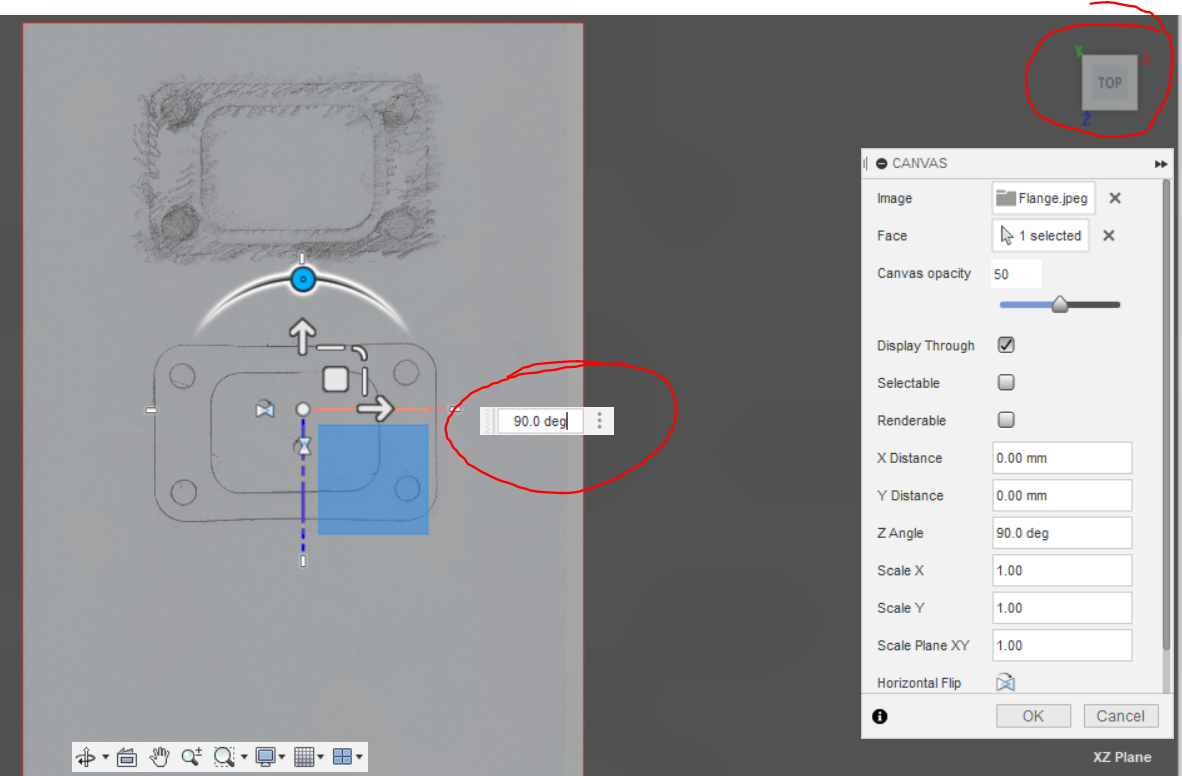 Y
X
TOP
Z
CANVAS
Image Flange.jpeg
Face 1 selected
Canvas opacity 50
Display Through
Selectable
90.0 deg
Renderable
X Distance 0.00 mm
Y Distance 0.00 mm
Z Angle 90.0 deg
Scale X 1.00
Scale Y 1.00
Scale Plane XY 1.00
Horizontal Flip
OK Cancel
XZ Plane